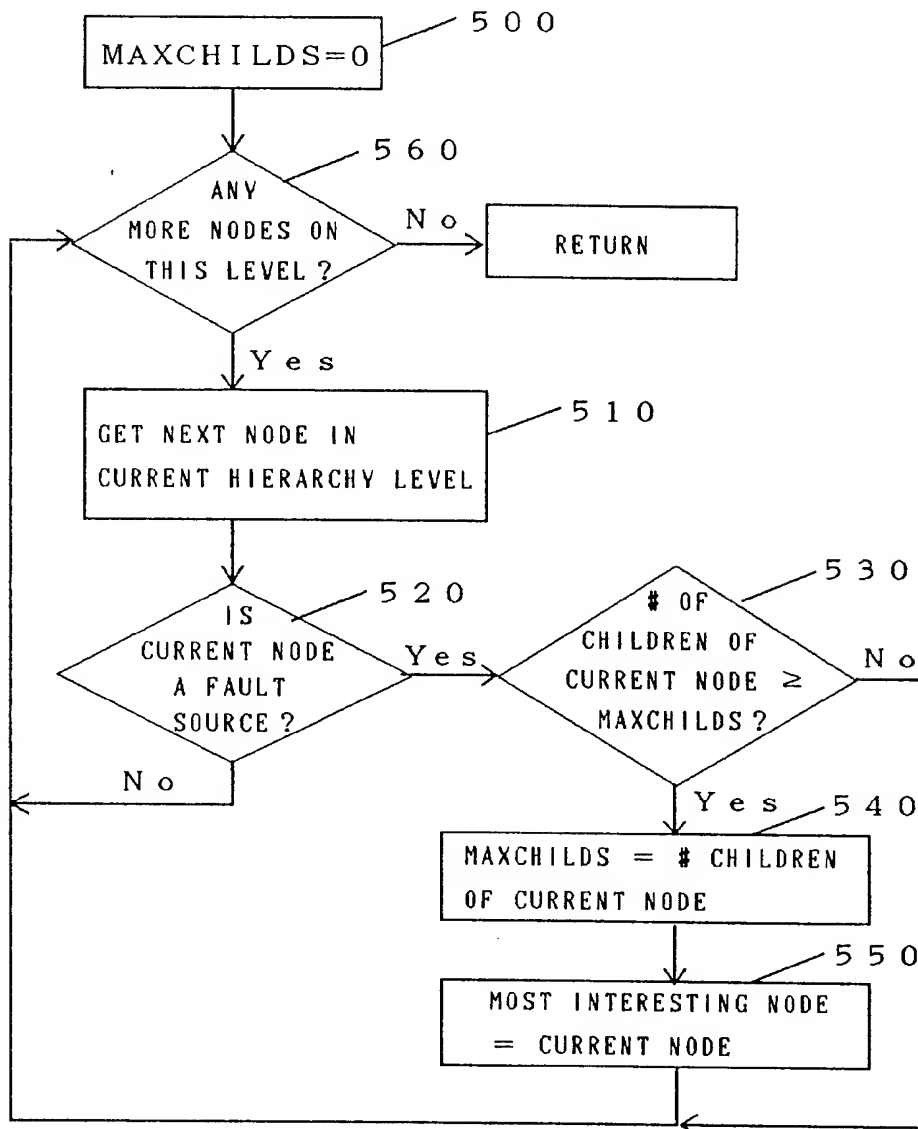 500
MAXCHILDS=0
560
ANY
MORE NODES ON
THIS LEVEL?
No
RETURN
Yes
510
GET NEXT NODE IN
CURRENT HIERARCHY LEVEL
520
IS
CURRENT NODE
A FAULT
SOURCE?
Yes
No
530
# OF
CHILDREN OF
CURRENT NODE ≥
MAXCHILDS?
No
Yes
540
MAXCHILDS = # CHILDREN
OF CURRENT NODE
550
MOST INTERESTING NODE
= CURRENT NODE